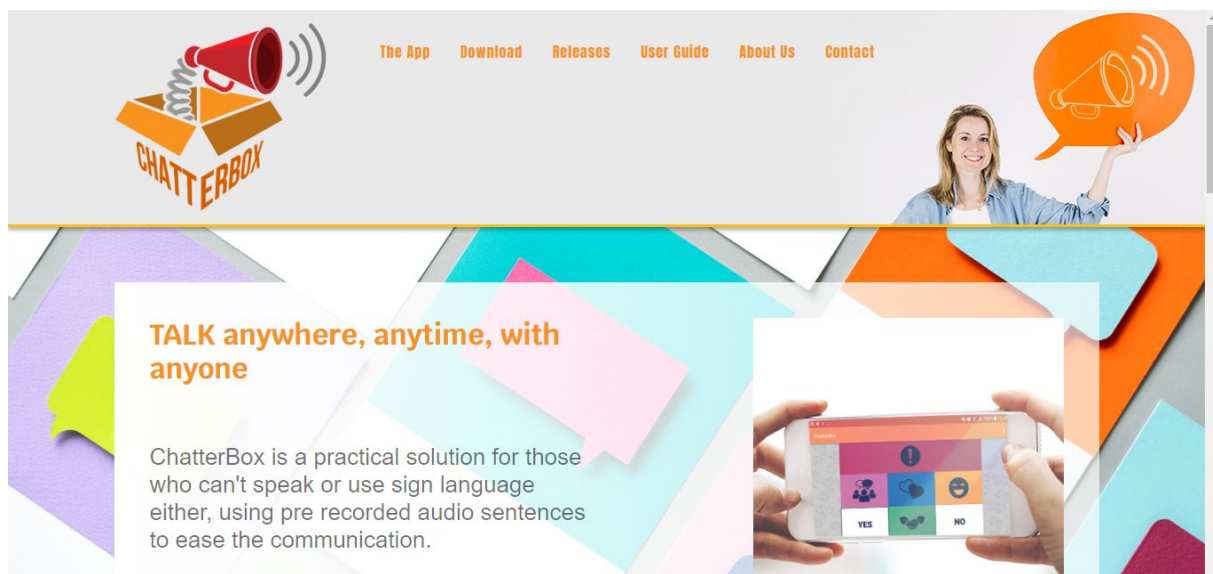 CHATTERBOX
The App Download Releases User Guide About Us Contact
TALK anywhere, anytime, with
anyone
ChatterBox is a practical solution for those
who can't speak or use sign language
either, using pre recorded audio sentences
to ease the communication.
ChatterBox
YES NO